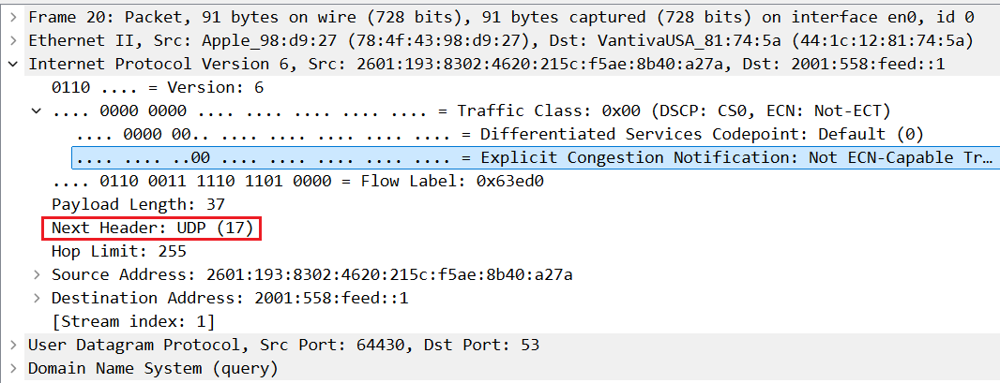 Frame 20: Packet, 91 bytes on wire (728 bits), 91 bytes captured (728 bits) on interface en0, id 0
Ethernet II, Src: Apple_98:d9:27 (78:4f:43:98:d9:27), Dst: VantivaUSA_81:74:5a (44:1c:12:81:74:5a)
Internet Protocol Version 6, Src: 2601:193:8302:4620:215c:f5ae:8b40:a27a, Dst: 2001:558:feed::1
0110 .... = Version: 6
.... 0000 0000 .... .... .... .... .... = Traffic Class: 0x00 (DSCP: CS0, ECN: Not-ECT)
.... 0000 00.. .... .... .... .... .... = Differentiated Services Codepoint: Default (0)
.... .... ..00 .... .... .... .... .... = Explicit Congestion Notification: Not ECN-Capable Tr…
.... 0110 0011 1110 1101 0000 = Flow Label: 0x63ed0
Payload Length: 37
Next Header: UDP (17)
Hop Limit: 255
Source Address: 2601:193:8302:4620:215c:f5ae:8b40:a27a
Destination Address: 2001:558:feed::1
[Stream index: 1]
User Datagram Protocol, Src Port: 64430, Dst Port: 53
Domain Name System (query)